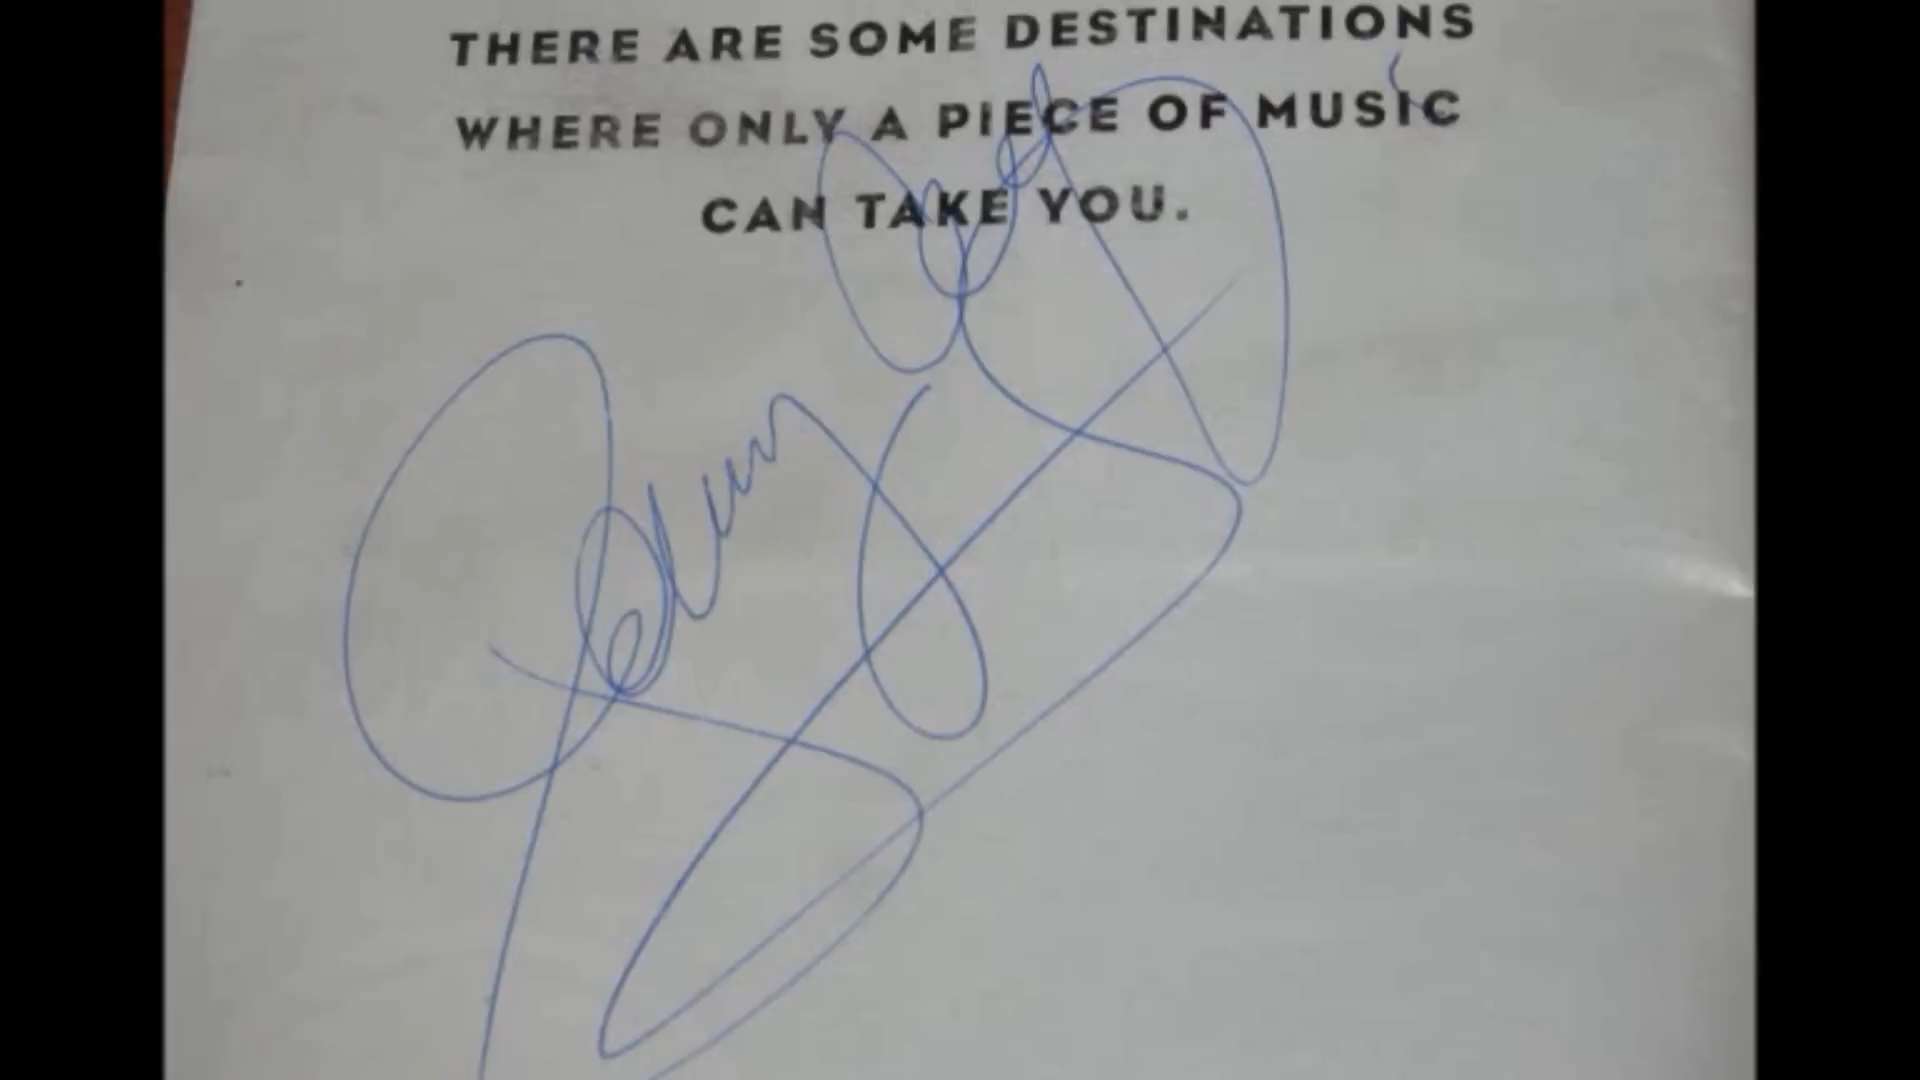 THERE ARE SOME DESTINATIONS
WHERE ONLY A PIECE OF MUSIC
CAN TAKE YOU.